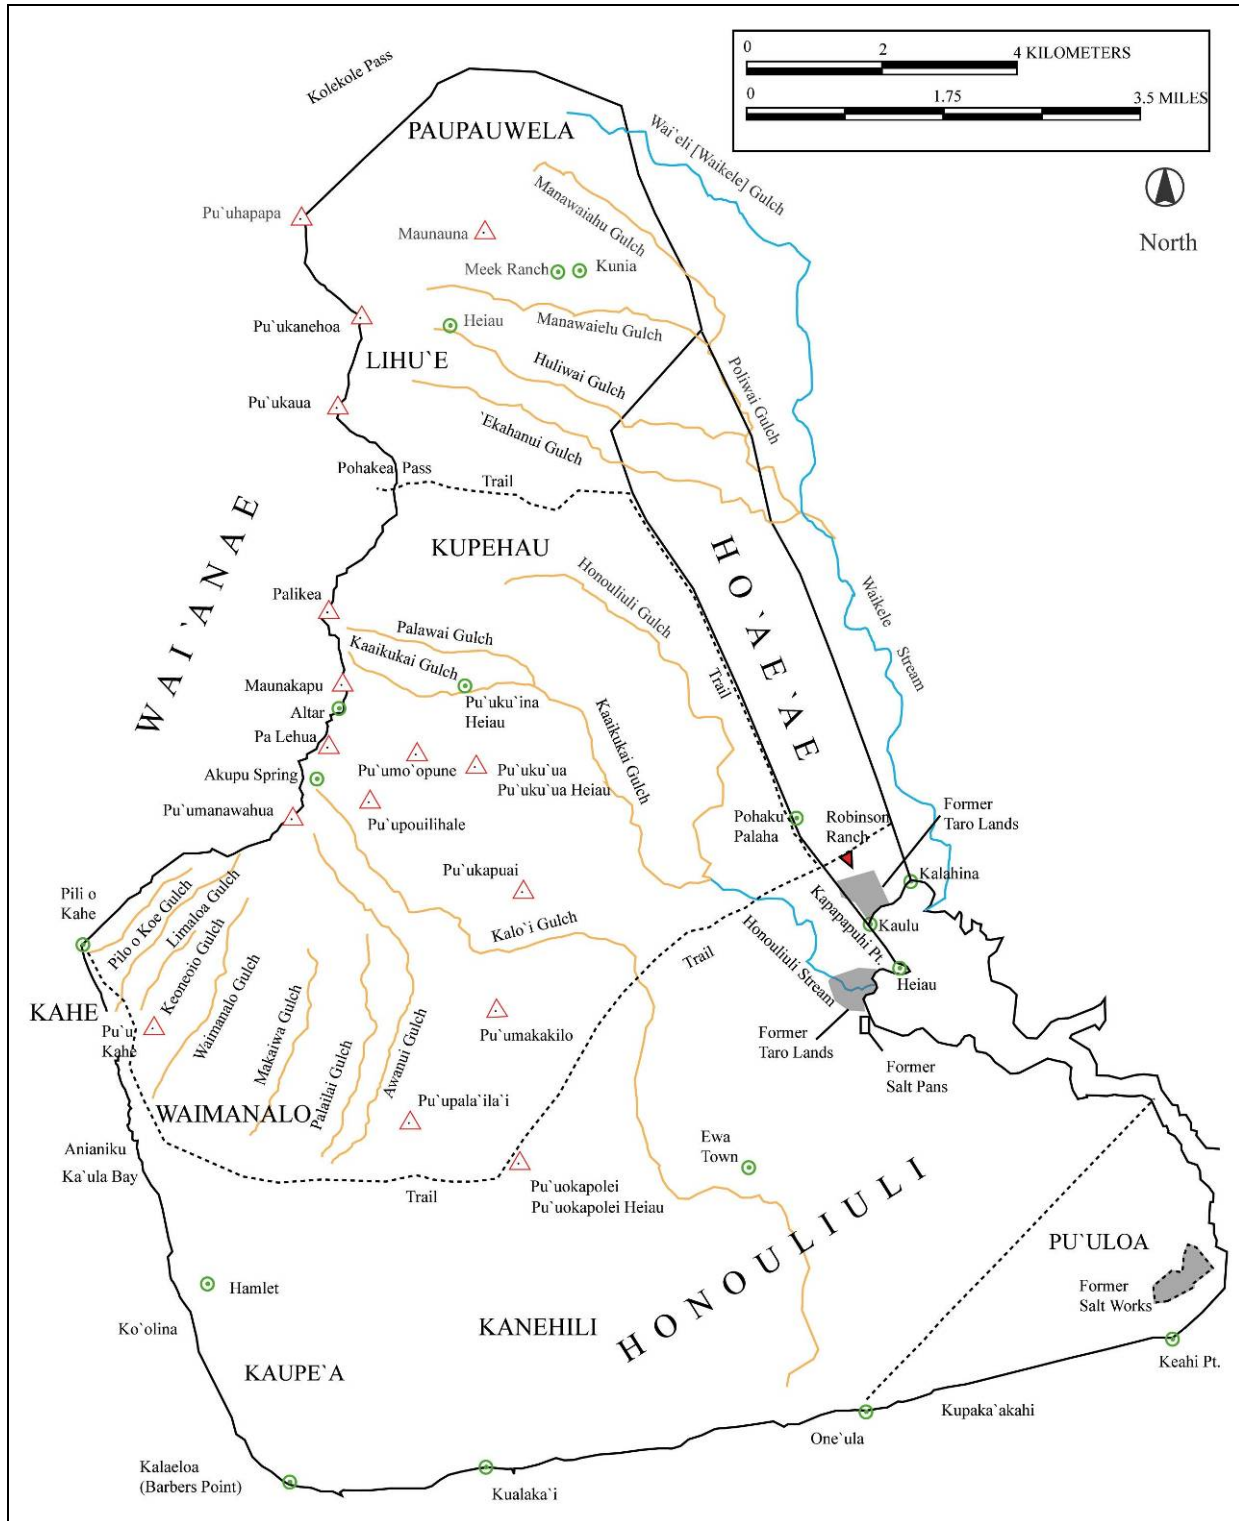 0 2 4 KILOMETERS
0 1.75 3.5 MILES
North
Kolekole Pass
PAUPAUWELA
Wai`eli [Waikele] Gulch
Manawaiahu Gulch
Pu`uhapapa
Maunauna
Meek Ranch
Kunia
Pu`ukanehoa
Heiau
Manawaielu Gulch
LIHU`E
Huliwai Gulch
Poliwai Gulch
Pu`ukaua
`Ekahanui Gulch
Pohakea Pass
Trail
WAI`ANAE
KUPEHAU
HO`AE`AE
Honouliuli Gulch
Waikele
Stream
Palikea
Palawai Gulch
Kaaikukai Gulch
Trail
Maunakapu
Altar
Pu`uku`ina
Heiau
Kaaikukai Gulch
Pa Lehua
Akupu Spring
Pu`umo`opune
Pu`uku`ua
Pu`uku`ua Heiau
Pu`umanawahua
Pu`upouilihale
Pohaku
Palaha
Robinson
Ranch
Former
Taro Lands
Pu`ukapuai
Kalahina
Pili o
Kahe
Pilo o Koe Gulch
Limaloa Gulch
Keoneoio Gulch
Waimanalo Gulch
Kalo`i Gulch
Kapapapuhi Pt.
Kaulu
Trail
Honouliuli Stream
Heiau
KAHE
Pu`u
Kahe
Makaiwa Gulch
Palailai Gulch
Awanui Gulch
Pu`umakakilo
Former
Taro Lands
Former
Salt Pans
WAIMANALO
Pu`upala`ila`i
Anianiku
Ka`ula Bay
Trail
Pu`uokapolei
Pu`uokapolei Heiau
Ewa
Town
HONOULIULI
PU`ULOA
Former
Salt Works
Hamlet
Ko`olina
KANEHILI
KAUPE`A
Keahi Pt.
Kupaka`akahi
One`ula
Kalaeloa
(Barbers Point)
Kualaka`i